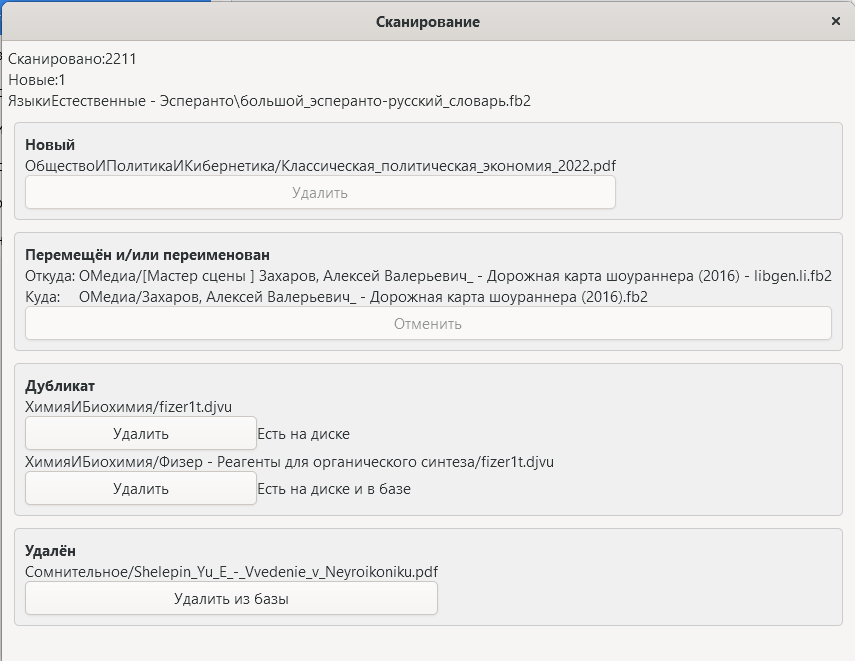 Сканирование
Сканировано:2211
Новые:1
ЯзыкиЕстественные - Эсперанто\большой_эсперанто-русский_словарь.fb2
Новый
ОбществоИПолитикаИКибернетика/Классическая_политическая_экономия_2022.pdf
Удалить
Перемещён и/или переименован
Откуда: ОМедиа/[Мастер сцены ] Захаров, Алексей Валерьевич_ - Дорожная карта шоураннера (2016) - libgen.li.fb2
Куда: ОМедиа/Захаров, Алексей Валерьевич_ - Дорожная карта шоураннера (2016).fb2
Отменить
Дубликат
ХимияИБиохимия/fizer1t.djvu
Удалить Есть на диске
ХимияИБиохимия/Физер - Реагенты для органического синтеза/fizer1t.djvu
Удалить Есть на диске и в базе
Удалён
Сомнительное/Shelepin_Yu_E_-_Vvedenie_v_Neyroikoniku.pdf
Удалить из базы